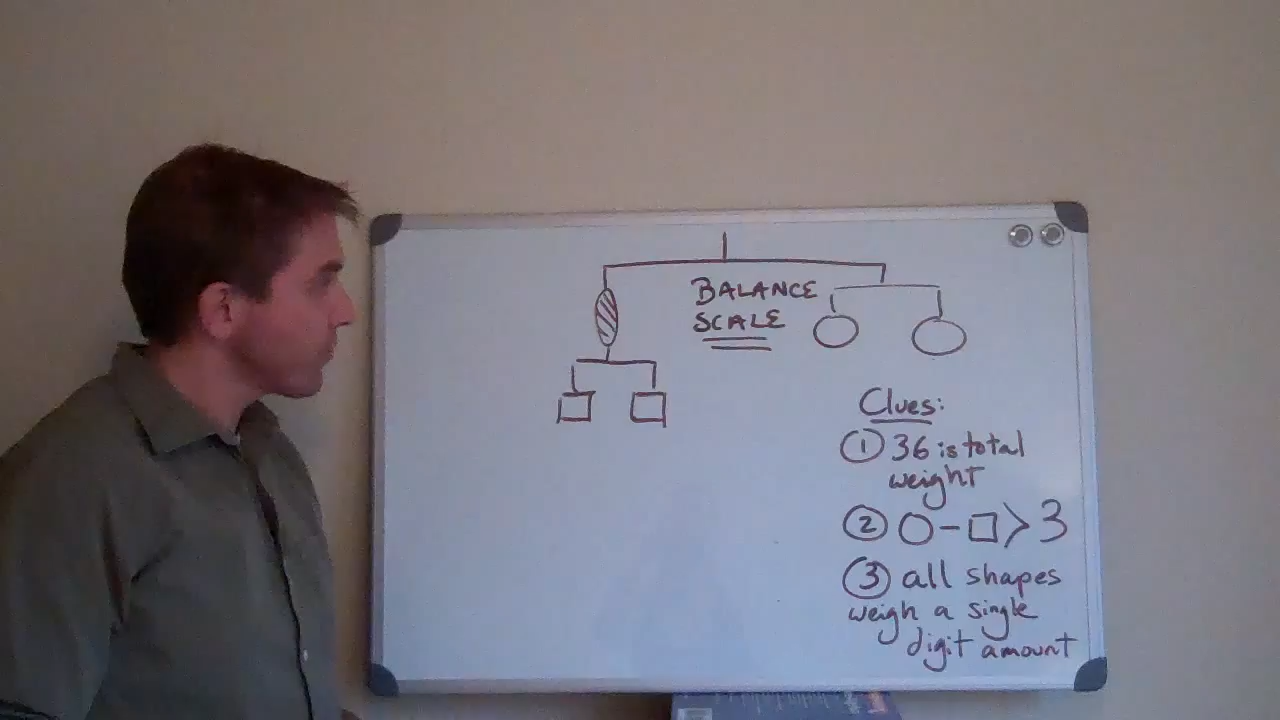 BALANCE
SCALE
Clues:
① 36 is total
weight
② ○ - □ > 3
③ all shapes
weigh a single
digit amount